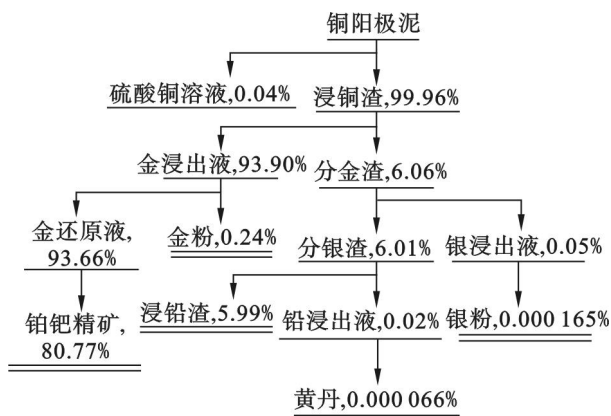 铜阳极泥
硫酸铜溶液,0.04%
浸铜渣,99.96%
金浸出液,93.90%
分金渣,6.06%
金还原液,
93.66%
金粉,0.24%
分银渣,6.01%
银浸出液,0.05%
铂钯精矿,
80.77%
浸铅渣,5.99%
铅浸出液,0.02%
银粉,0.000 165%
黄丹,0.000 066%